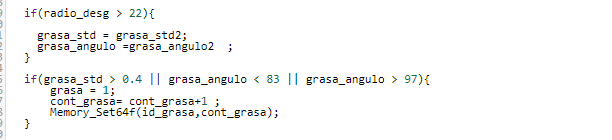 if(radio_desg > 22){
grasa_std = grasa_std2;
grasa_angulo =grasa_angulo2 ;
}
if(grasa_std > 0.4 || grasa_angulo < 83 || grasa_angulo > 97){
grasa = 1;
cont_grasa= cont_grasa+1 ;
Memory_Set64f(id_grasa,cont_grasa);
}